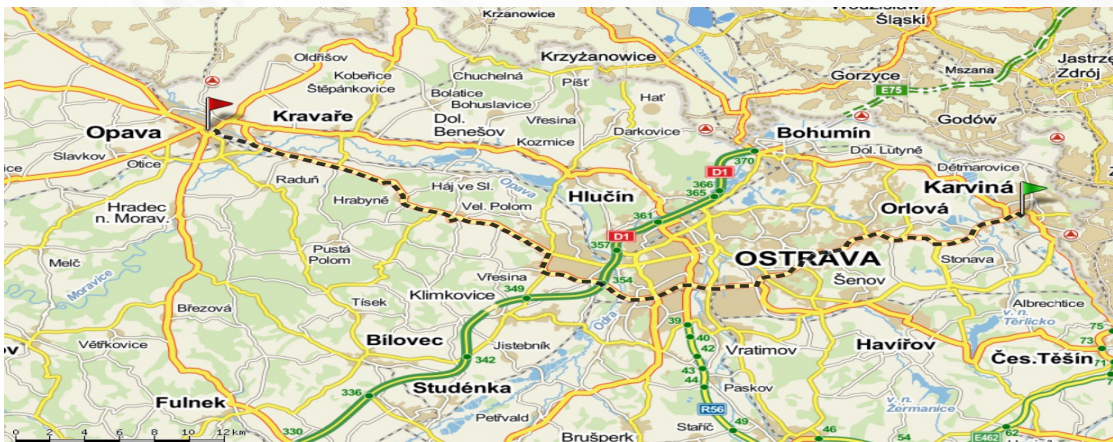 Krzanowice
Wodzisław
Śląski
Oldřišov
Krzyżanowice
Mszana
Jastrzę
Zdrój
Kobeřice
Chuchelná
Píšť
Gorzyce
Štěpánkovice
Bolatice
Bohuslavice
Hať
E75
Godów
Kravaře
Dol.
Benešov
Vřesina
Darkovice
Bohumín
Opava
Kozmice
Dol. Lutyně
Slavkov
Otice
370
Dětmarovice
Raduň
Háj ve Sl.
Opava
D1
366
365
Karviná
Hlučín
Hrabyně
Vel. Polom
Orlová
Hradec
n. Morav.
361
D1
357
Pustá
Polom
OSTRAVA
Stonava
Melč
Moravice
Vřesina
354
Šenov
Klimkovice
349
Albrechtice
Březová
Tísek
Odra
v. n.
Těrlicko
39
75
Větřkovice
Bílovec
Jistebník
40
42
Vratimov
Havířov
73
Čes.Těšín
342
71
43
44
Studénka
Paskov
336
v. n.
Žermanice
Fulnek
R56
Petřvald
Staříč
49
330
Brušperk
46
54
62
E462
0 2 4 6 8 10 12km